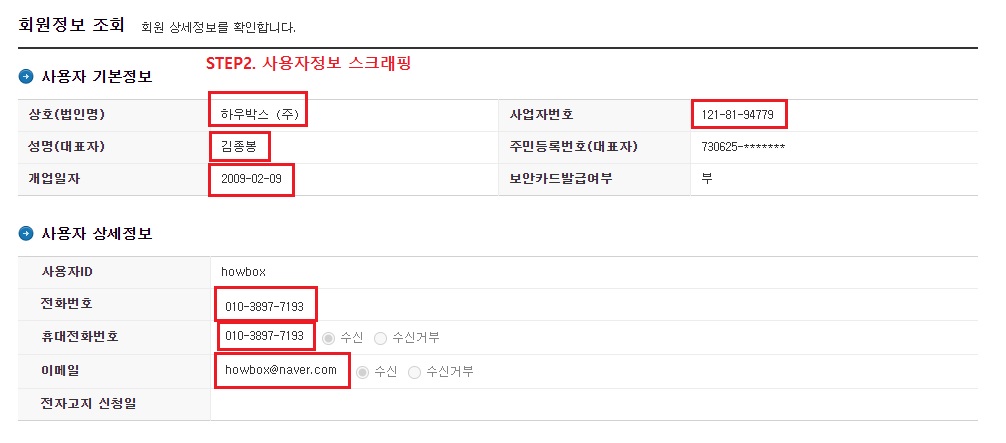 회원정보 조회 회원 상세정보를 확인합니다.
STEP2. 사용자정보 스크래핑
사용자 기본정보
상호(법인명) 하우박스 (주) 사업자번호 121-81-94779
성명(대표자) 김종봉 주민등록번호(대표자) 730625-*******
개업일자 2009-02-09 보안카드발급여부 부
사용자 상세정보
사용자ID howbox
전화번호 010-3897-7193
휴대전화번호 010-3897-7193 수신 수신거부
이메일 howbox@naver.com 수신 수신거부
전자고지 신청일